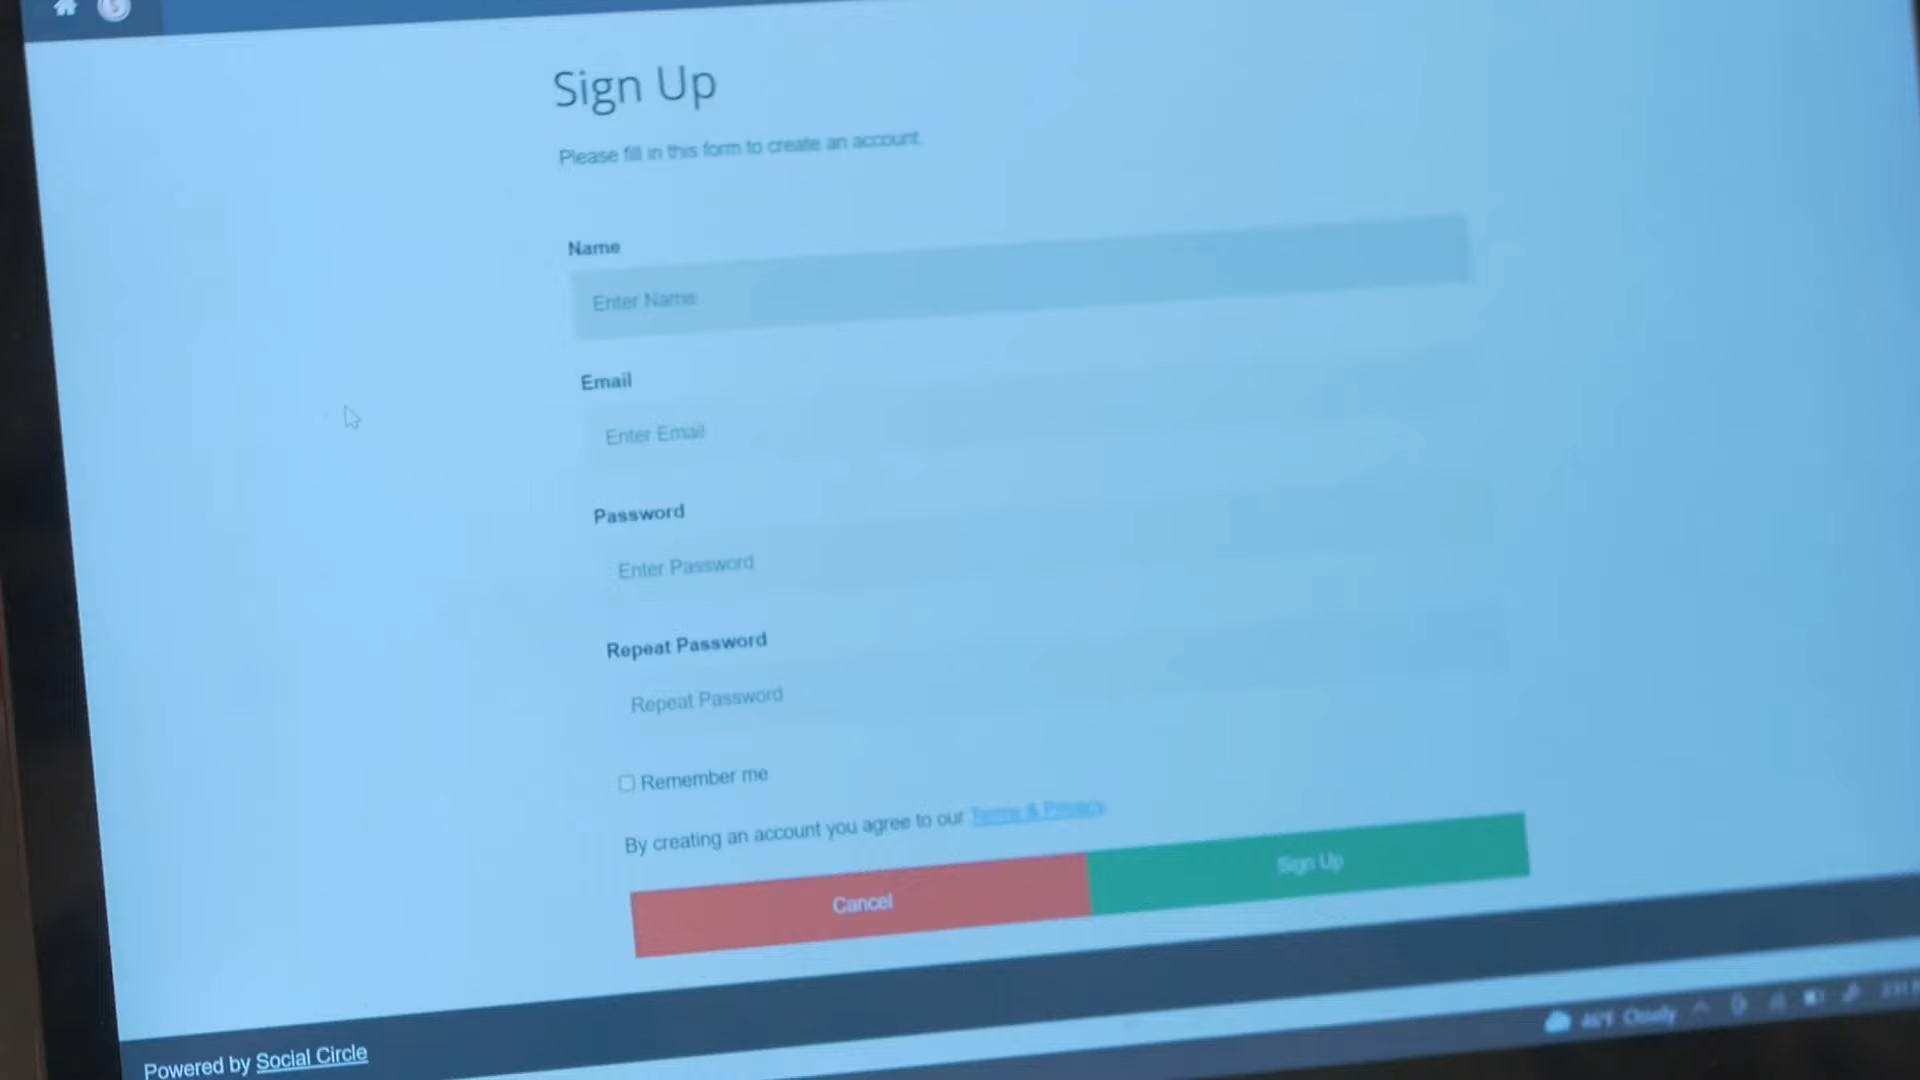 Sign Up
Please fill in this form to create an account.
Name
Enter Name
Email
Enter Email
Password
Enter Password
Repeat Password
Repeat Password
Remember me
By creating an account you agree to our Terms & Privacy
Cancel
Sign Up
Cloudy
Powered by Social Circle